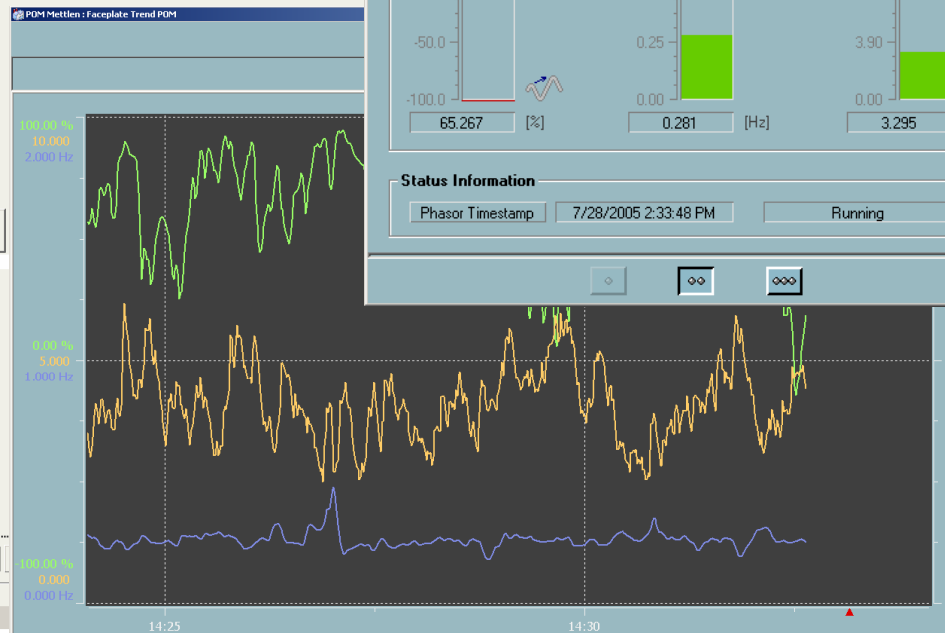 POM Mettlen : Faceplate Trend POM
-50.0
-100.0
65.267 [%]
0.25
0.00
0.281 [Hz]
3.90
0.00
3.295
Status Information
Phasor Timestamp 7/28/2005 2:33:48 PM Running
100.00 %
10.000
2.000 Hz
0.00 %
5.000
1.000 Hz
-100.00 %
0.000
0.000 Hz
14:25
14:30
...